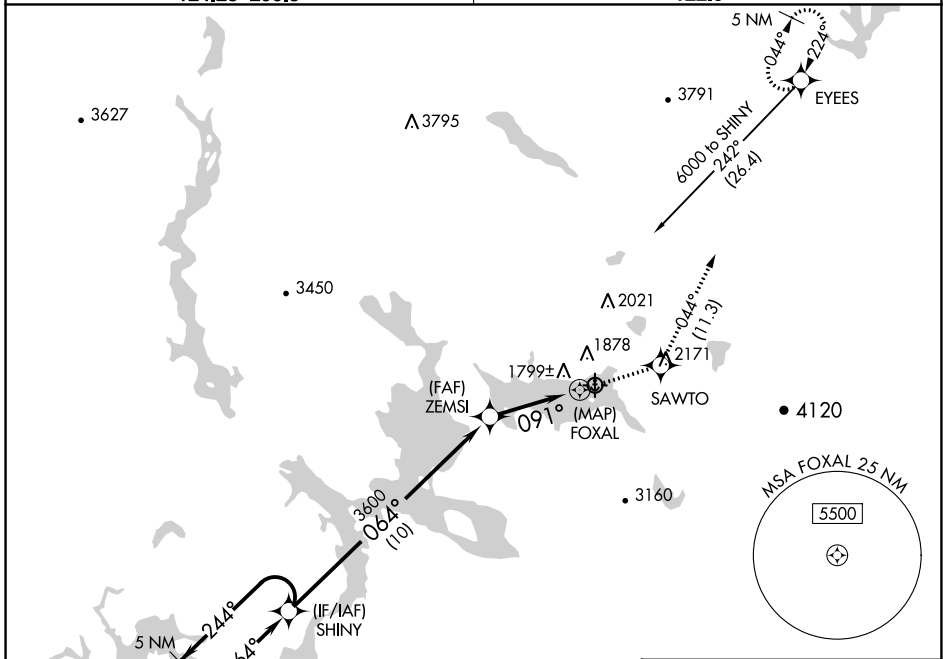 5 NM
044°
224°
EYEES
3627
3795
3791
6000 to SHINY
242°
(26.4)
3450
2021
044°
(11.3)
1878
1799±
2171
(FAF)
ZEMSI
091°
(MAP)
FOXAL
SAWTO
4120
3600
064°
(10)
3160
MSA FOXAL 25 NM
5500
(IF/IAF)
SHINY
244°
5 NM